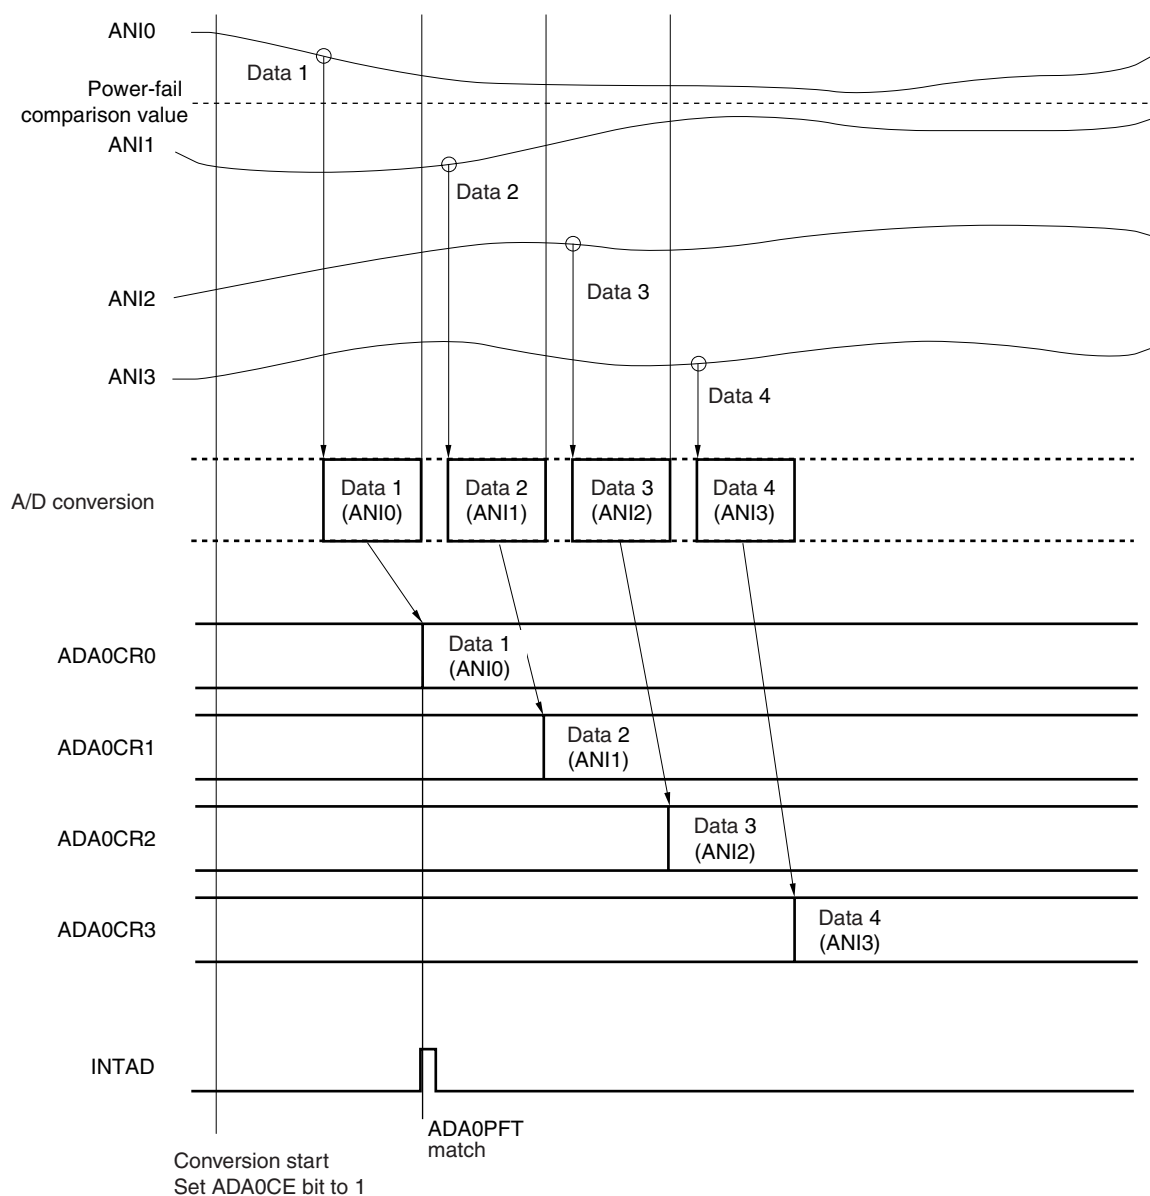 ANI0
Data 1
Power-fail
comparison value
ANI1
Data 2
ANI2
Data 3
ANI3
Data 4
A/D conversion
Data 1
(ANI0)
Data 2
(ANI1)
Data 3
(ANI2)
Data 4
(ANI3)
ADA0CR0
Data 1
(ANI0)
ADA0CR1
Data 2
(ANI1)
ADA0CR2
Data 3
(ANI2)
ADA0CR3
Data 4
(ANI3)
INTAD
ADA0PFT
match
Conversion start
Set ADA0CE bit to 1